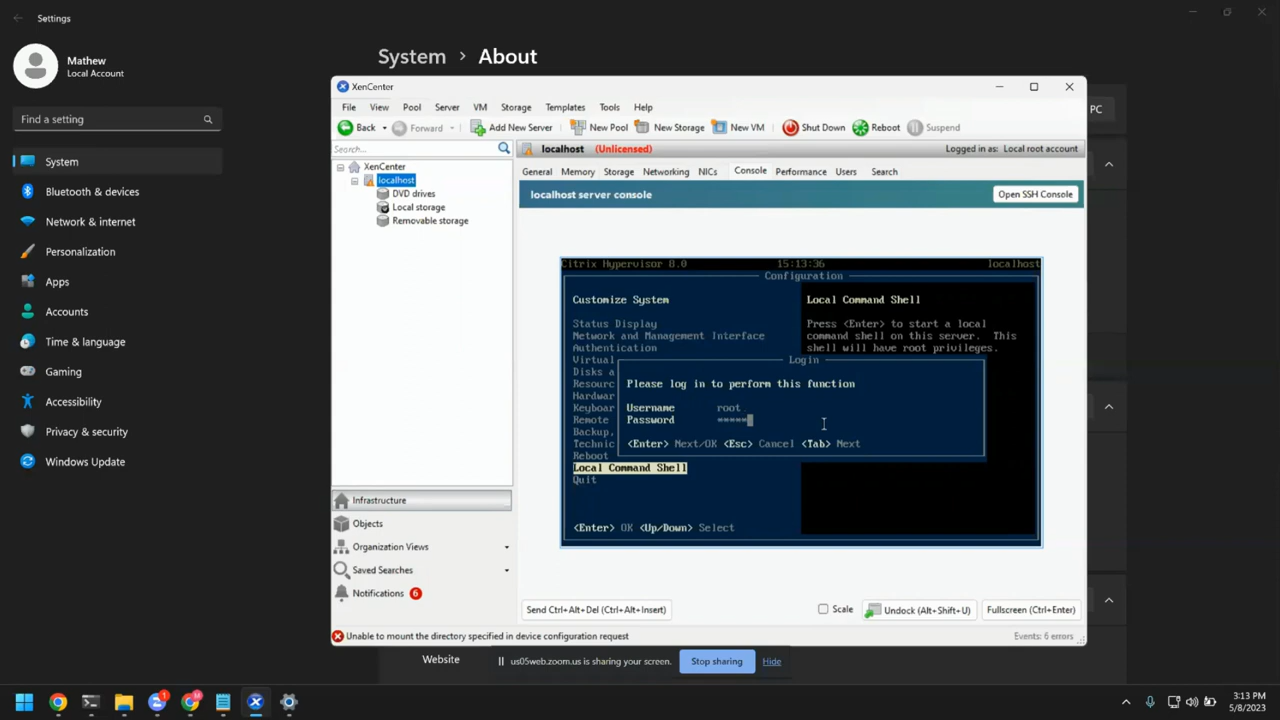 Settings
Mathew
Local Account
Find a setting
System
Bluetooth & devices
Network & internet
Personalization
Apps
Accounts
Time & language
Gaming
Accessibility
Privacy & security
Windows Update
System > About
PC
XenCenter
File View Pool Server VM Storage Templates Tools Help
Back Forward Add New Server New Pool New Storage New VM Shut Down Reboot Suspend
Search...
XenCenter
localhost
DVD drives
Local storage
Removable storage
Infrastructure
Objects
Organization Views
Saved Searches
Notifications 6
localhost (Unlicensed) Logged in as: Local root account
General Memory Storage Networking NICs Console Performance Users Search
localhost server console Open SSH Console
Citrix Hypervisor 8.0 15:13:36 localhost
Configuration
Customize System
Status Display
Network and Management Interface
Authentication
Virtual
Disks a
Resourc
Hardwar
Keyboar
Remote
Backup,
Technic
Reboot
Local Command Shell
Quit
<Enter> OK <Up/Down> Select
Local Command Shell
Press <Enter> to start a local
command shell on this server. This
shell will have root privileges.
Login
Please log in to perform this function
Username root
Password *****
<Enter> Next/OK <Esc> Cancel <Tab> Next
Send Ctrl+Alt+Del (Ctrl+Alt+Insert) Scale Undock (Alt+Shift+U) Fullscreen (Ctrl+Enter)
Unable to mount the directory specified in device configuration request Events: 6 errors
Website
us05web.zoom.us is sharing your screen. Stop sharing Hide
1
M
3:13 PM
5/8/2023